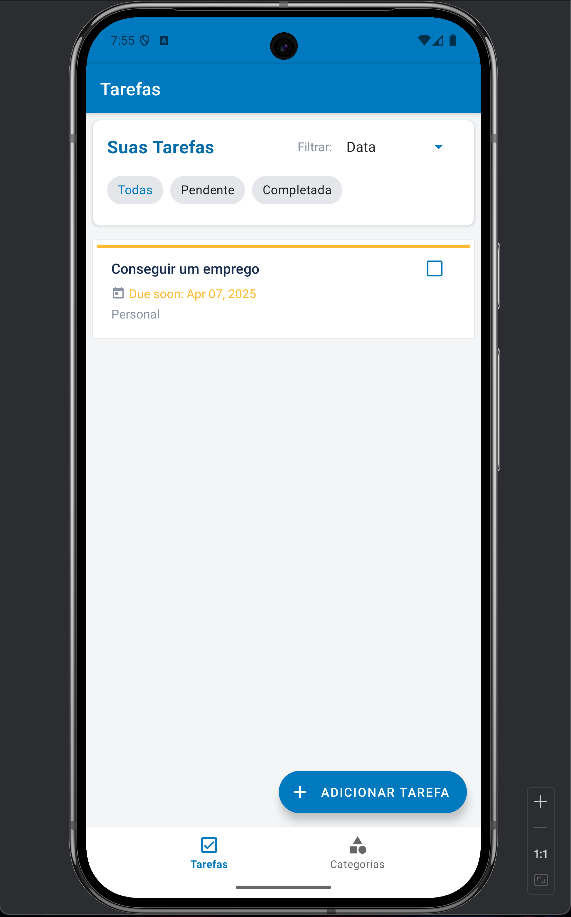 7:55
Tarefas
Suas Tarefas Filtrar: Data
Todas Pendente Completada
Conseguir um emprego
Due soon: Apr 07, 2025
Personal
ADICIONAR TAREFA
Tarefas Categorias
1:1